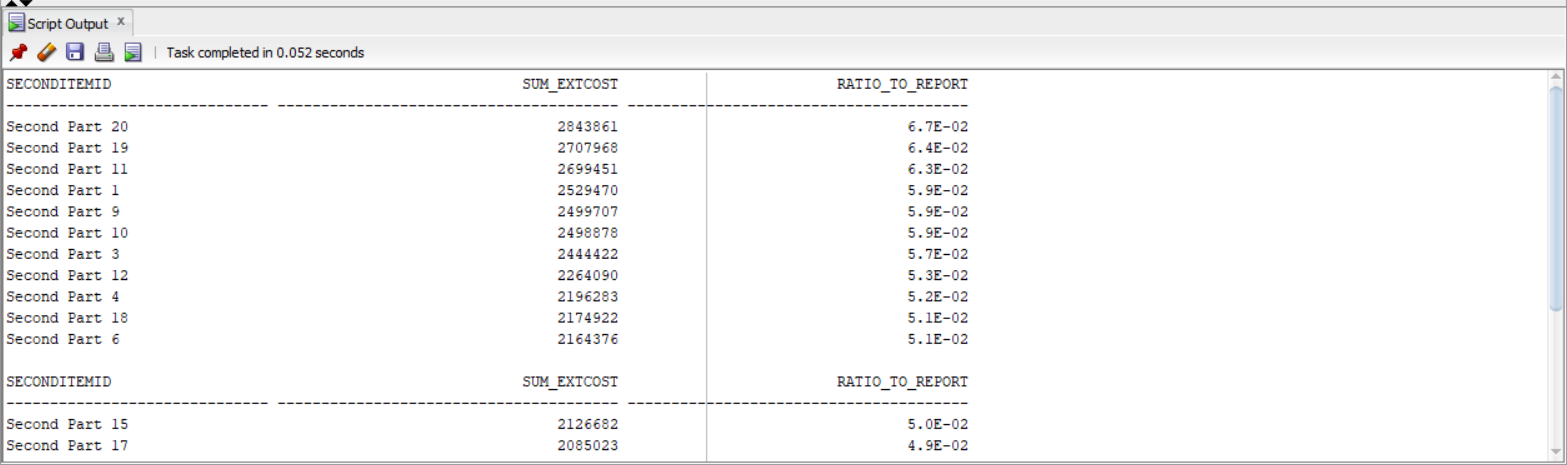 Script Output x
Task completed in 0.052 seconds
SECONDITEMID SUM_EXTCOST RATIO_TO_REPORT
------------------------------ --------------------------------------- ---------------------------------------
Second Part 20 2843861 6.7E-02
Second Part 19 2707968 6.4E-02
Second Part 11 2699451 6.3E-02
Second Part 1 2529470 5.9E-02
Second Part 9 2499707 5.9E-02
Second Part 10 2498878 5.9E-02
Second Part 3 2444422 5.7E-02
Second Part 12 2264090 5.3E-02
Second Part 4 2196283 5.2E-02
Second Part 18 2174922 5.1E-02
Second Part 6 2164376 5.1E-02
SECONDITEMID SUM_EXTCOST RATIO_TO_REPORT
------------------------------ --------------------------------------- ---------------------------------------
Second Part 15 2126682 5.0E-02
Second Part 17 2085023 4.9E-02